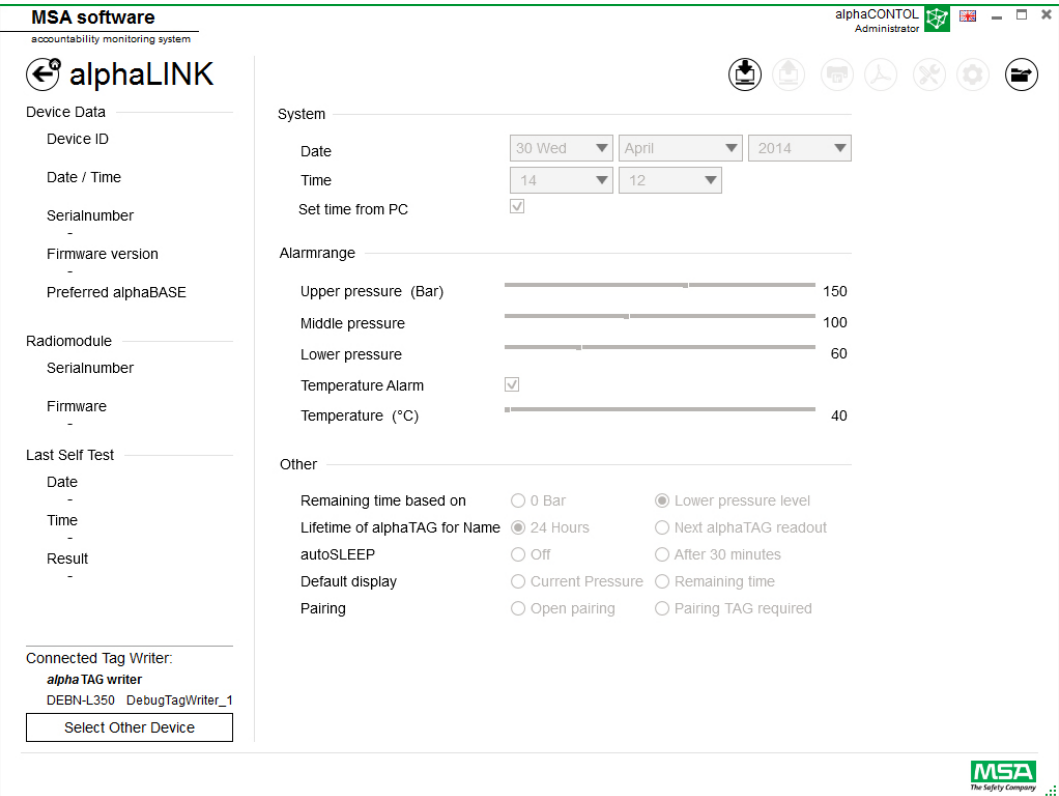 MSA software
accountability monitoring system
alphaCONTOL
Administrator
alphaLINK
Device Data
Device ID
Date / Time
Serialnumber
-
Firmware version
-
Preferred alphaBASE
Radiomodule
Serialnumber
Firmware
-
Last Self Test
Date
-
Time
-
Result
-
Connected Tag Writer:
alphaTAG writer
DEBN-L350 DebugTagWriter_1
Select Other Device
System
Date 30 Wed April 2014
Time 14 12
Set time from PC
Alarmrange
Upper pressure (Bar) 150
Middle pressure 100
Lower pressure 60
Temperature Alarm
Temperature (°C) 40
Other
Remaining time based on 0 Bar Lower pressure level
Lifetime of alphaTAG for Name 24 Hours Next alphaTAG readout
autoSLEEP Off After 30 minutes
Default display Current Pressure Remaining time
Pairing Open pairing Pairing TAG required
MSA
The Safety Company